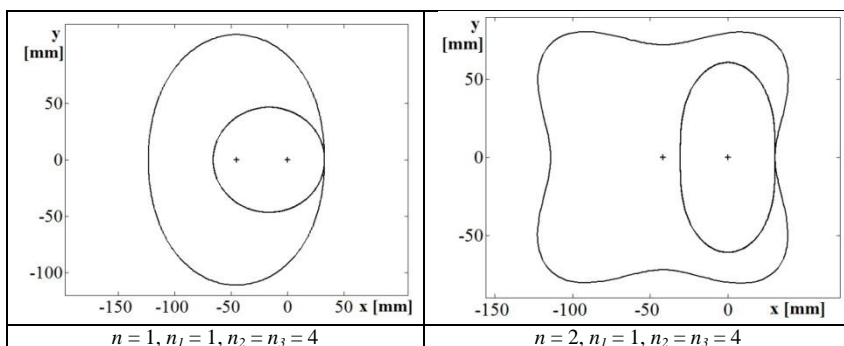 y
[mm]
50
0
-50
-100
-150
-100
-50
0
50
x [mm]
n = 1, n1 = 1, n2 = n3 = 4
y
[mm]
50
0
-50
-150
-100
-50
0
x [mm]
n = 2, n1 = 1, n2 = n3 = 4